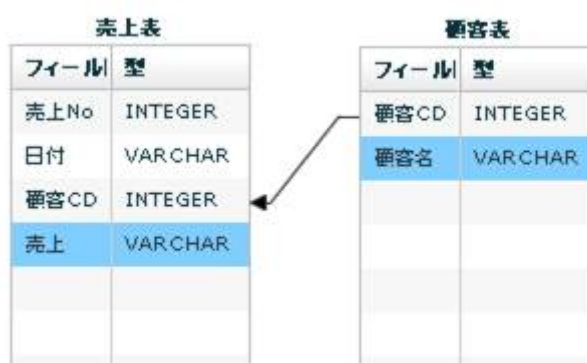 売上表
フィールド 型
売上No INTEGER
日付 VARCHAR
顧客CD INTEGER
売上 VARCHAR
顧客表
フィールド 型
顧客CD INTEGER
顧客名 VARCHAR